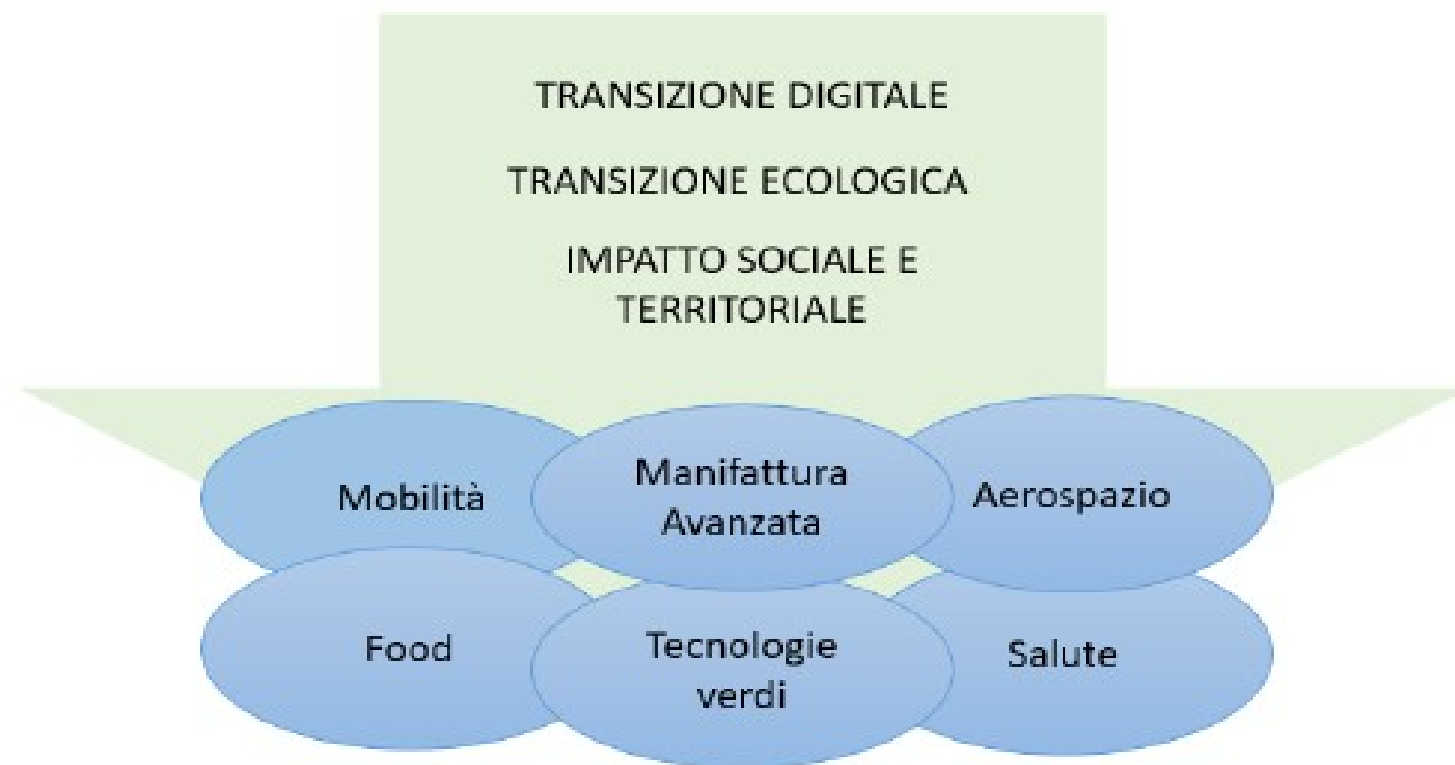 TRANSIZIONE DIGITALE
TRANSIZIONE ECOLOGICA
IMPATTO SOCIALE E
TERRITORIALE
Mobilità
Manifattura
Avanzata
Aerospazio
Food
Tecnologie
verdi
Salute